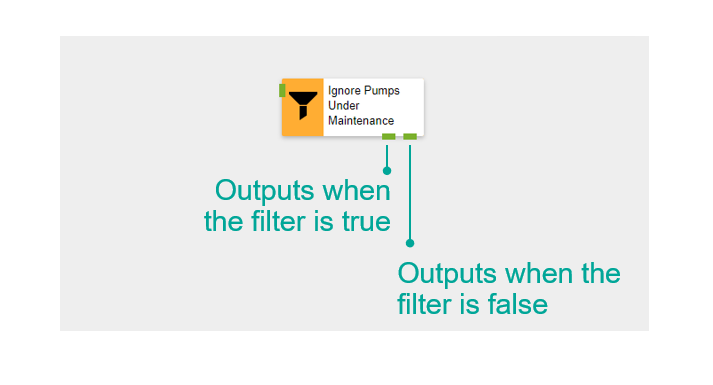 Ignore Pumps
Under
Maintenance
Outputs when
the filter is true
Outputs when the
filter is false